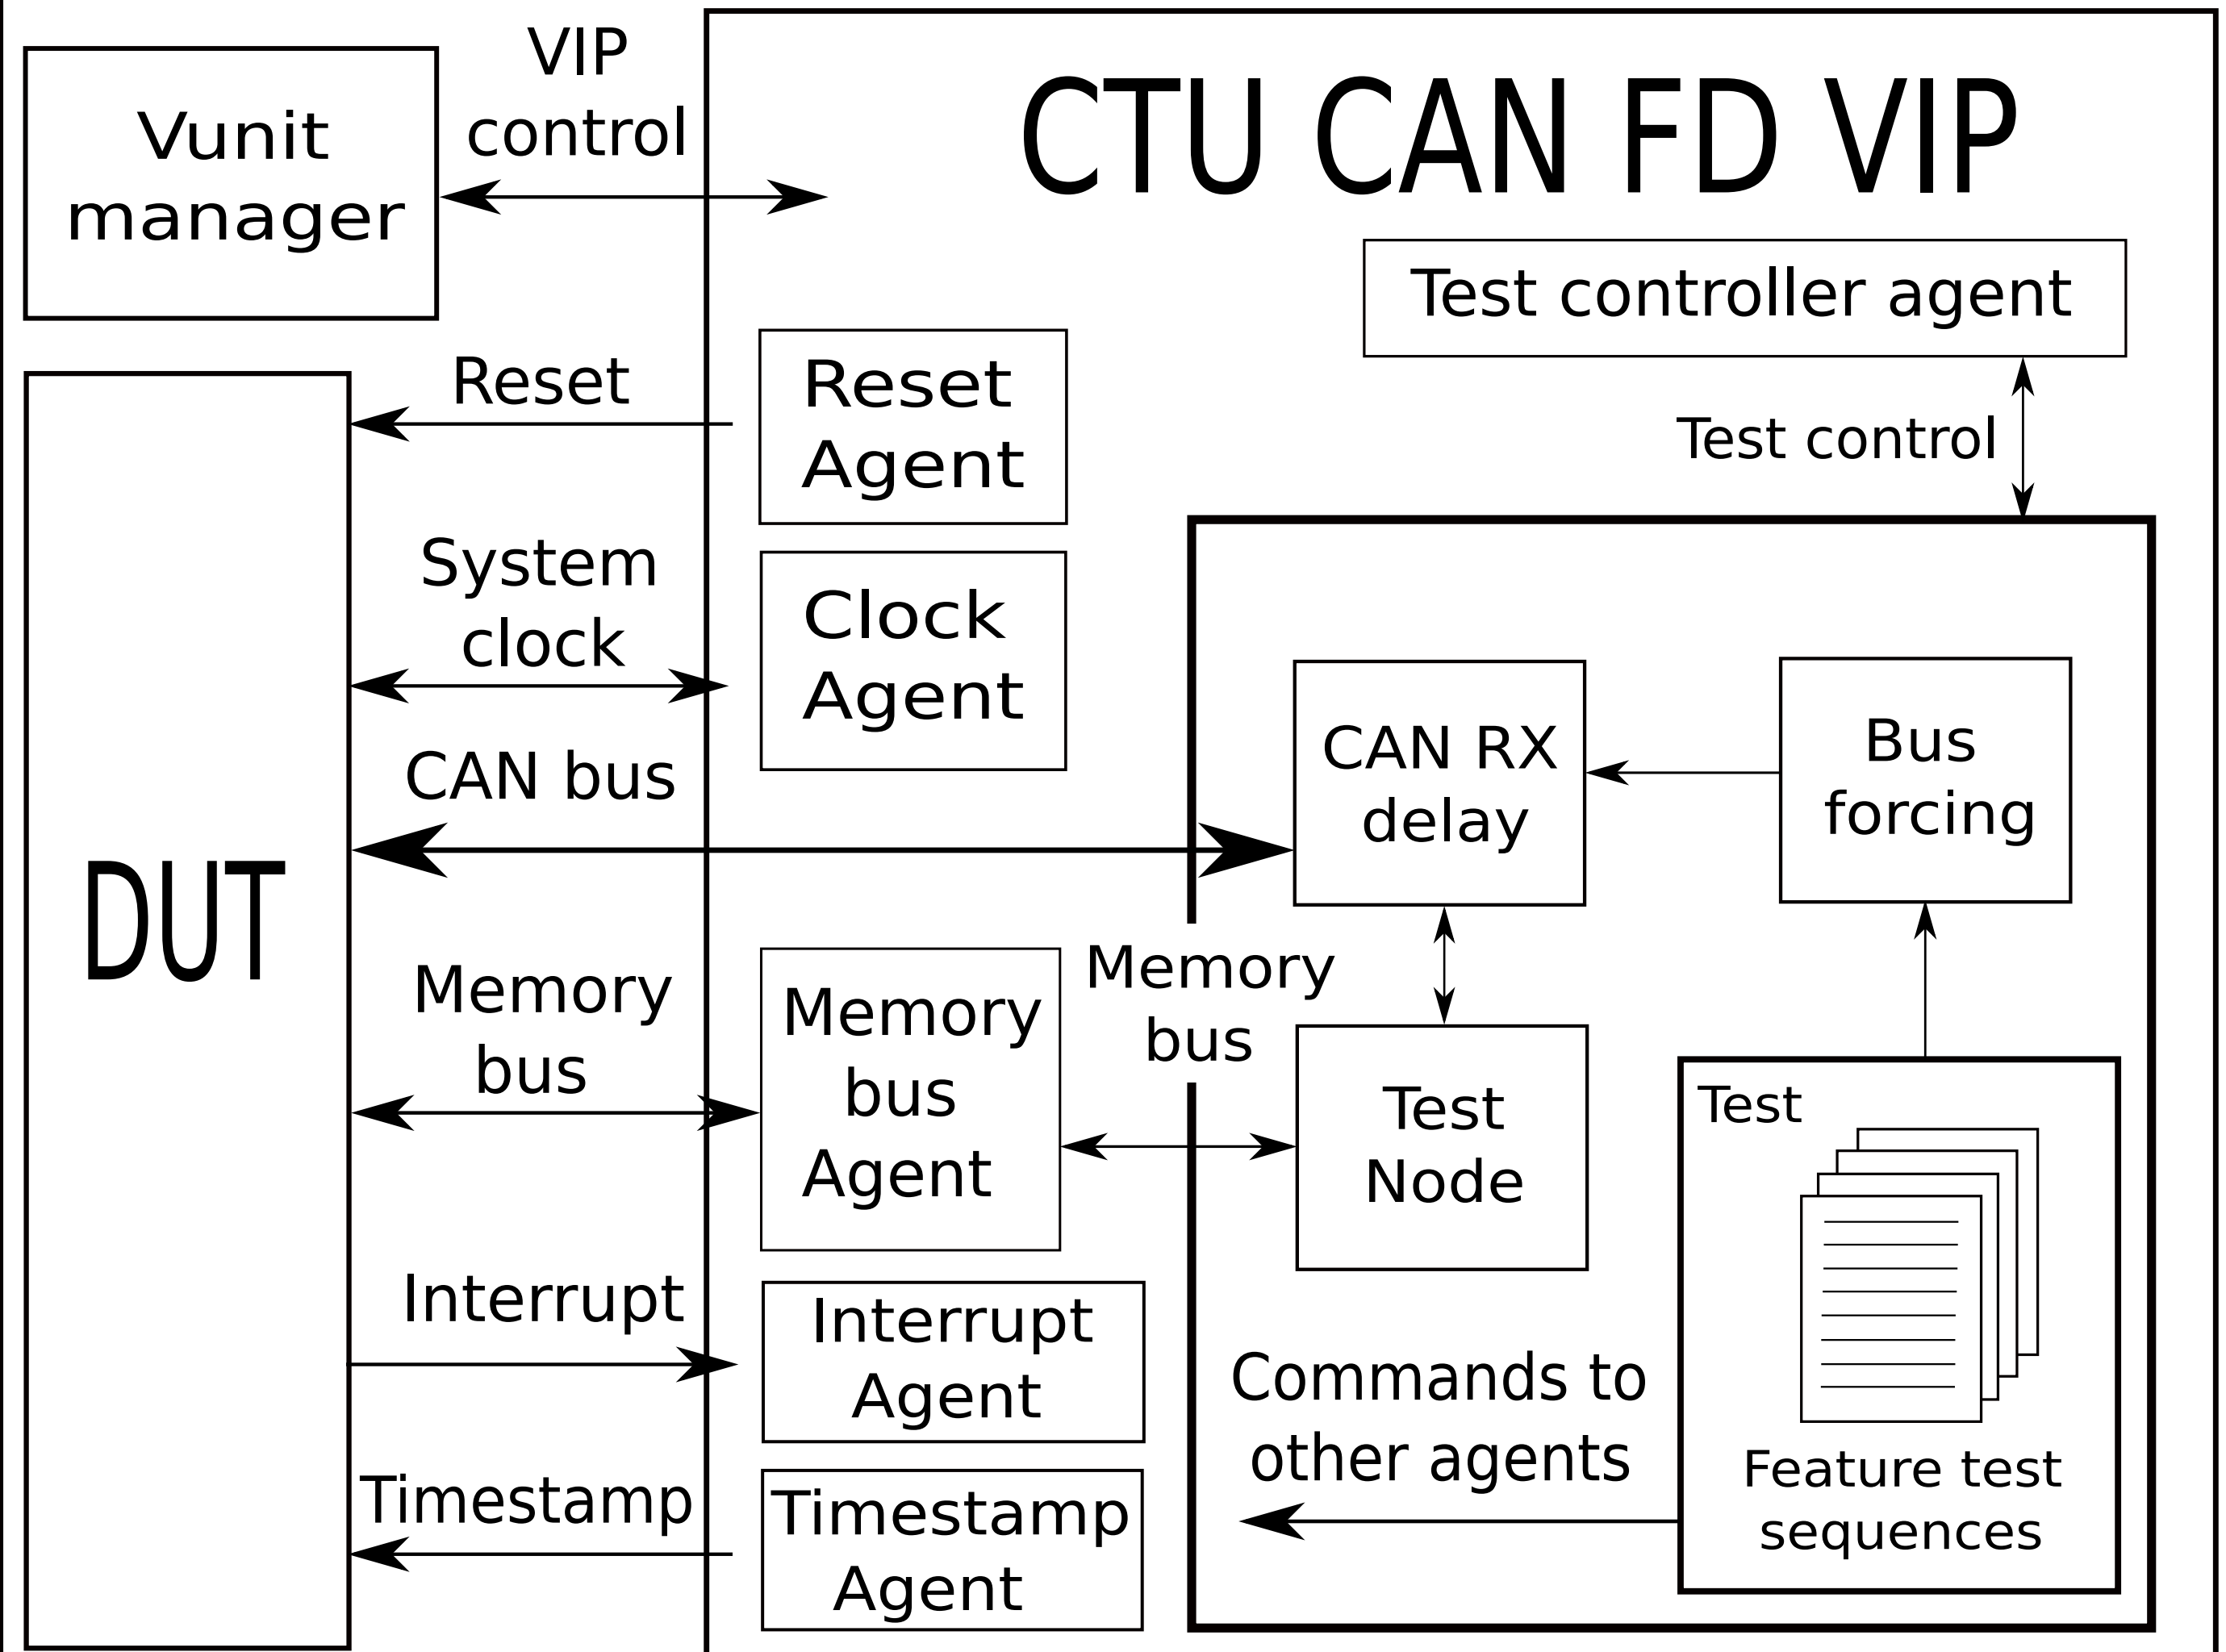 VIP
control
CTU CAN FD VIP
Vunit
manager
Test controller agent
Reset
Reset
Agent
Test control
System
clock
Clock
Agent
CAN bus
CAN RX
delay
Bus
forcing
DUT
Memory
bus
Memory
bus
Agent
Memory
bus
Test
Node
Test
Interrupt
Interrupt
Agent
Commands to
other agents
Feature test
sequences
Timestamp
Timestamp
Agent